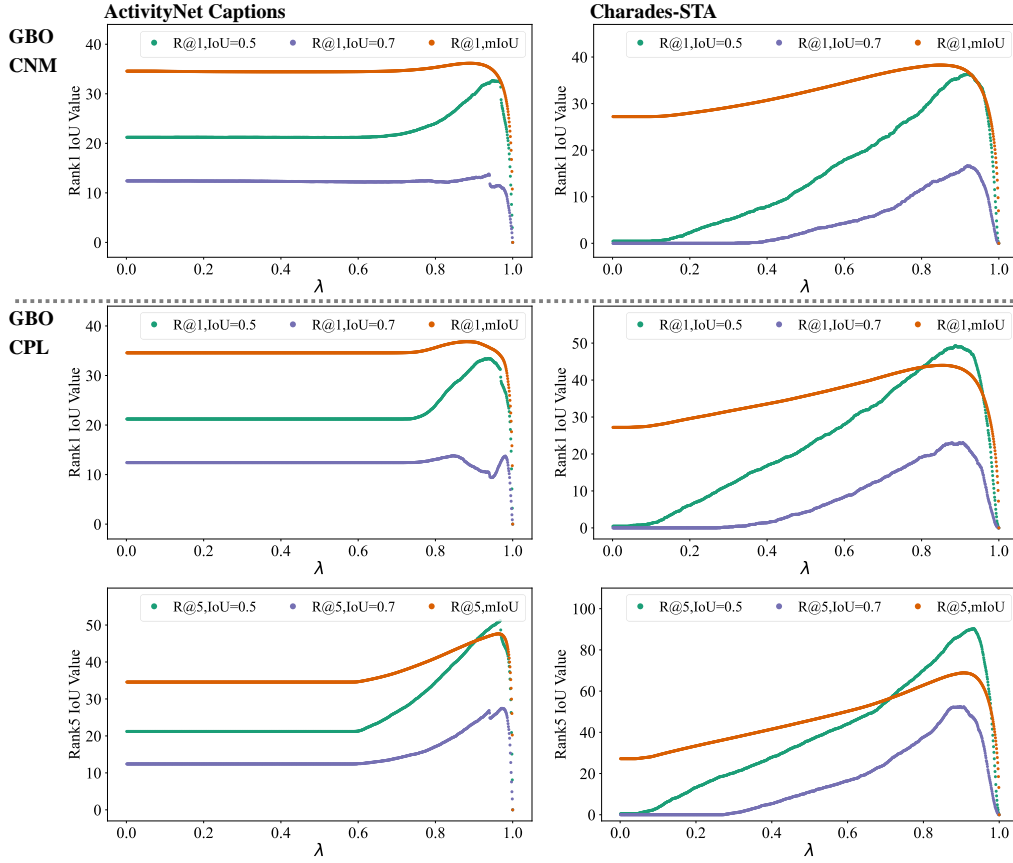 ActivityNet Captions
Charades-STA
GBO
CNM
R@1,IoU=0.5 R@1,IoU=0.7 R@1,mIoU
Rank1 IoU Value
40
30
20
10
0
0.0 0.2 0.4 0.6 0.8 1.0
λ
R@1,IoU=0.5 R@1,IoU=0.7 R@1,mIoU
Rank1 IoU Value
40
30
20
10
0
0.0 0.2 0.4 0.6 0.8 1.0
λ
GBO
CPL
R@1,IoU=0.5 R@1,IoU=0.7 R@1,mIoU
Rank1 IoU Value
40
30
20
10
0
0.0 0.2 0.4 0.6 0.8 1.0
λ
R@1,IoU=0.5 R@1,IoU=0.7 R@1,mIoU
Rank1 IoU Value
50
40
30
20
10
0
0.0 0.2 0.4 0.6 0.8 1.0
λ
R@5,IoU=0.5 R@5,IoU=0.7 R@5,mIoU
Rank5 IoU Value
50
40
30
20
10
0
0.0 0.2 0.4 0.6 0.8 1.0
λ
R@5,IoU=0.5 R@5,IoU=0.7 R@5,mIoU
Rank5 IoU Value
100
80
60
40
20
0
0.0 0.2 0.4 0.6 0.8 1.0
λ